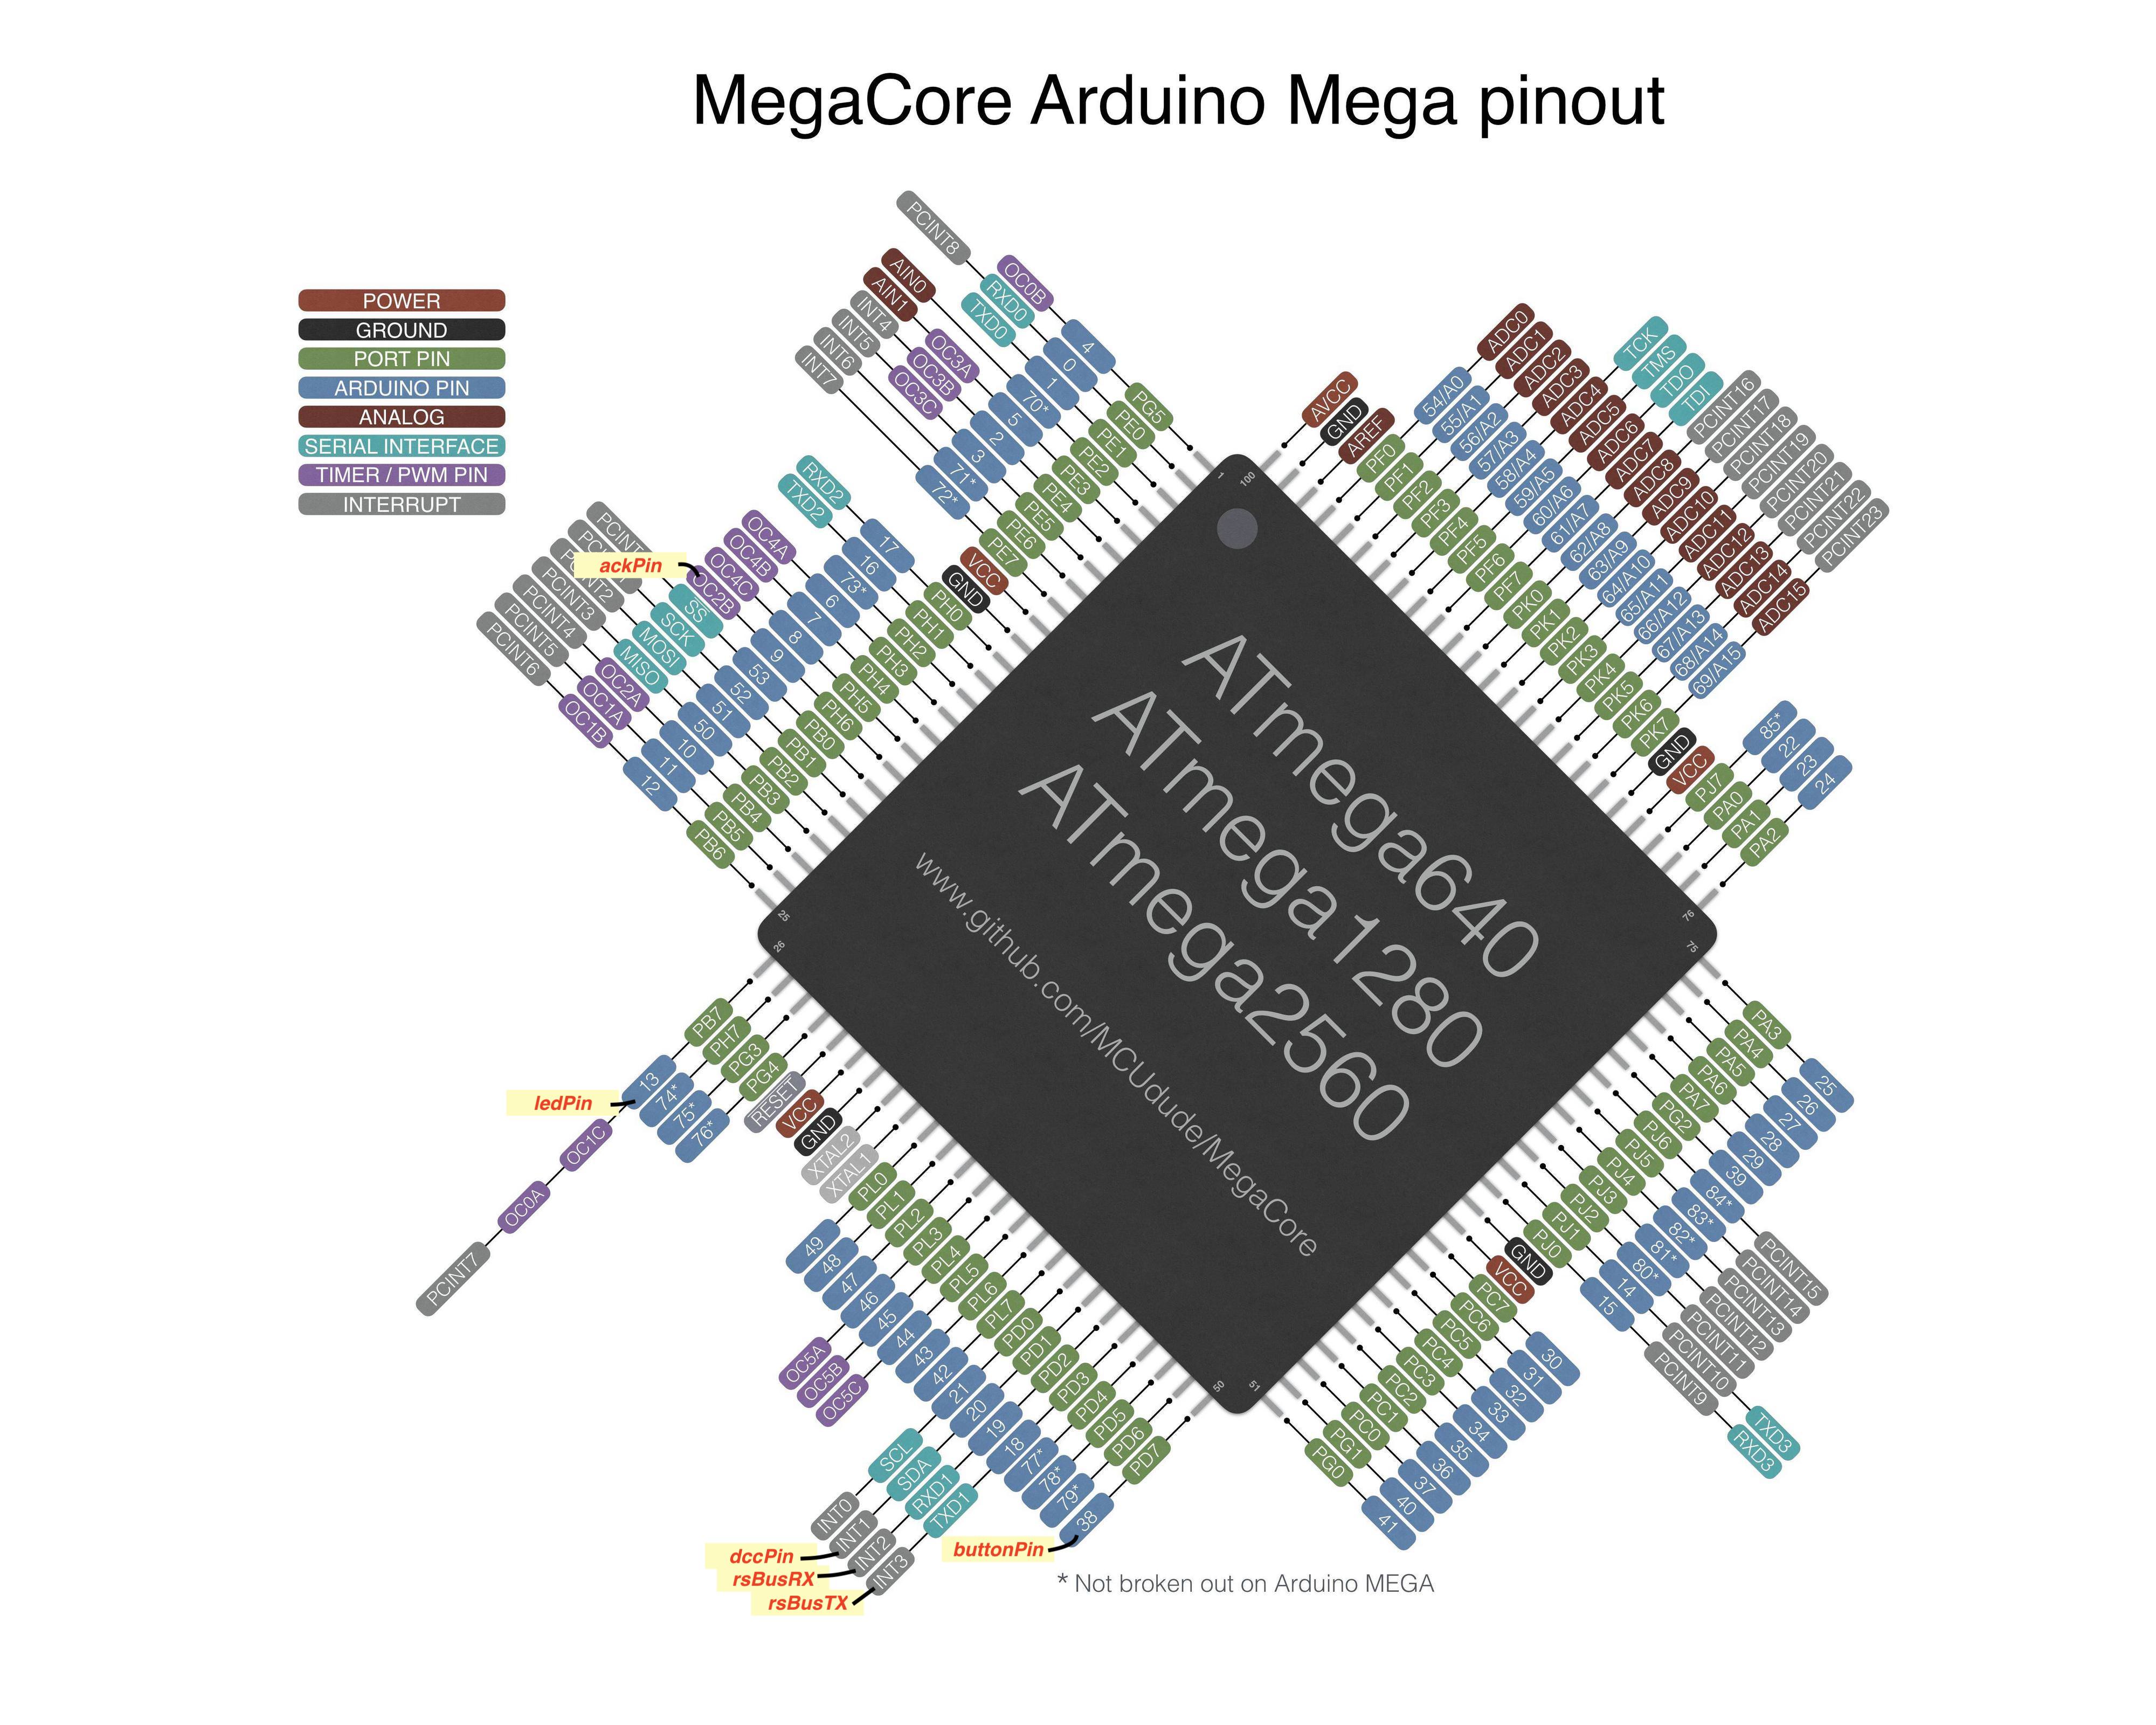 MegaCore Arduino Mega pinout
POWER
GROUND
PORT PIN
ARDUINO PIN
ANALOG
SERIAL INTERFACE
TIMER / PWM PIN
INTERRUPT
PG5 4 OC0B
PE0 0 RXD0 PCINT8
PE1 1 TXD0
PE2 70* AIN0
PE3 5 OC3A AIN1
PE4 2 OC3B INT4
PE5 3 OC3C INT5
PE6 71* INT6
PE7 72* INT7
VCC
GND
PH0 17 RXD2
PH1 16 TXD2
PH2 73*
PH3 6 OC4A
PH4 7 OC4B
PH5 8 OC4C
PH6 9 OC2B
ackPin
PB0 53 SS PCINT
PB1 52 SCK
PB2 51 MOSI
PB3 50 MISO PCINT3
PB4 10 OC2A PCINT4
PB5 11 OC1A PCINT5
PB6 12 OC1B PCINT6
PB7 13 OC1C OC0A PCINT7
ledPin
PH7 74*
PG3 75*
PG4 76*
RESET
VCC
GND
XTAL2
XTAL1
PL0 49
PL1 48
PL2 47
PL3 46 OC5A
PL4 45 OC5B
PL5 44 OC5C
PL6 43
PL7 42
PD0 21 SCL INT0
PD1 20 SDA INT1
PD2 19 RXD1 INT2
PD3 18 TXD1 INT3
PD4 77*
PD5 78*
PD6 79*
PD7 38
dccPin
rsBusRX
rsBusTX
buttonPin
PG0 41
PG1 40
PC0 37
PC1 36
PC2 35
PC3 34
PC4 33
PC5 32
PC6 31
PC7 30
VCC
GND
PJ0 15 PCINT9 RXD3
PJ1 14 PCINT10 TXD3
PJ2 80* PCINT11
PJ3 81* PCINT12
PJ4 82* PCINT13
PJ5 83* PCINT14
PJ6 84* PCINT15
PG2 39
PA7 29
PA6 28
PA5 27
PA4 26
PA3 25
PA2 24
PA1 23
PA0 22
PJ7 85*
VCC
GND
PK7 69/A15 ADC15 PCINT23
PK6 68/A14 ADC14 PCINT22
PK5 67/A13 ADC13 PCINT21
PK4 66/A12 ADC12 PCINT20
PK3 65/A11 ADC11 PCINT19
PK2 64/A10 ADC10 PCINT18
PK1 63/A9 ADC9 PCINT17
PK0 62/A8 ADC8 PCINT16
PF7 61/A7 ADC7 TDI
PF6 60/A6 ADC6 TDO
PF5 59/A5 ADC5 TMS
PF4 58/A4 ADC4 TCK
PF3 57/A3 ADC3
PF2 56/A2 ADC2
PF1 55/A1 ADC1
PF0 54/A0 ADC0
AREF
GND
AVCC
1
100
25
26
50
51
75
76
ATmega640
ATmega1280
ATmega2560
www.github.com/MCUdude/MegaCore
* Not broken out on Arduino MEGA